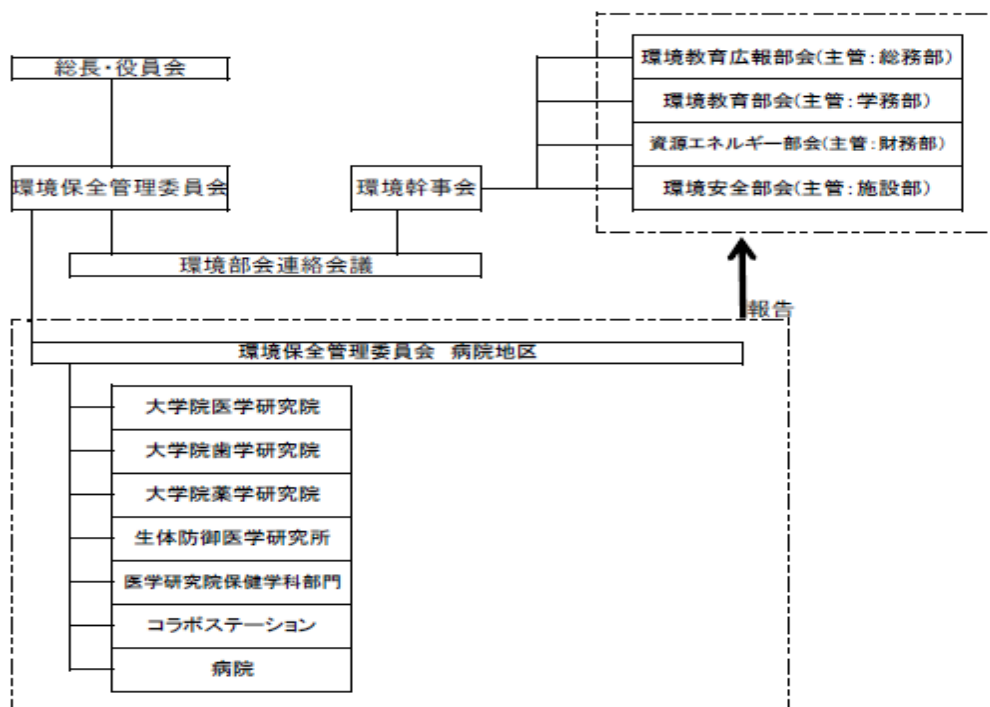 総長・役員会
環境保全管理委員会
環境幹事会
環境部会連絡会議
環境教育広報部会(主管:総務部)
環境教育部会(主管:学務部)
資源エネルギー部会(主管:財務部)
環境安全部会(主管:施設部)
報告
環境保全管理委員会 病院地区
大学院医学研究院
大学院歯学研究院
大学院薬学研究院
生体防御医学研究所
医学研究院保健学科部門
コラボステーション
病院